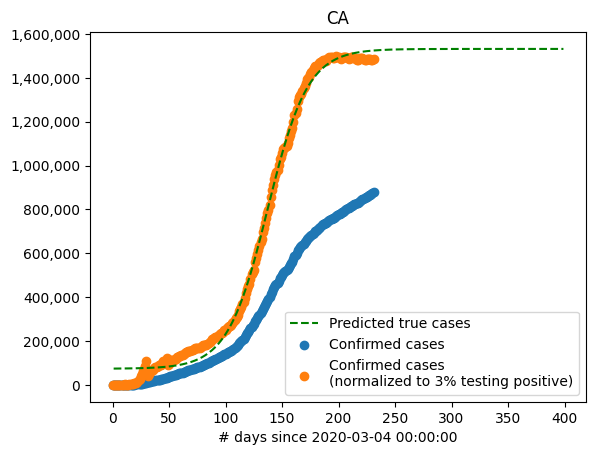 CA
1,600,000
1,400,000
1,200,000
1,000,000
800,000
600,000
400,000
200,000
0
Predicted true cases
Confirmed cases
Confirmed cases
(normalized to 3% testing positive)
0 50 100 150 200 250 300 350 400
# days since 2020-03-04 00:00:00